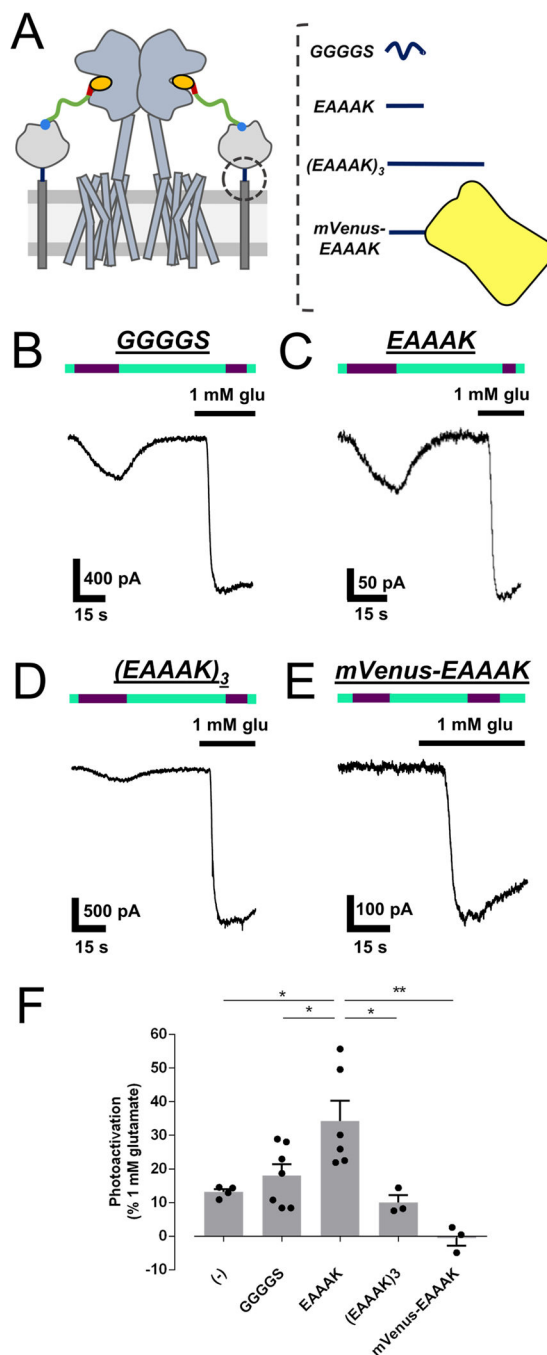 A
GGGGS
EAAAK
(EAAAK)3
mVenus-
EAAAK
B
GGGGS
1 mM glu
400 pA
15 s
C
EAAAK
1 mM glu
50 pA
15 s
D
(EAAAK)3
1 mM glu
500 pA
15 s
E
mVenus-EAAAK
1 mM glu
100 pA
15 s
F
* **
* *
Photoactivation
(% 1 mM glutamate)
60
50
40
30
20
10
0
-10
(-)
GGGGS
EAAAK
(EAAAK)3
mVenus-EAAAK